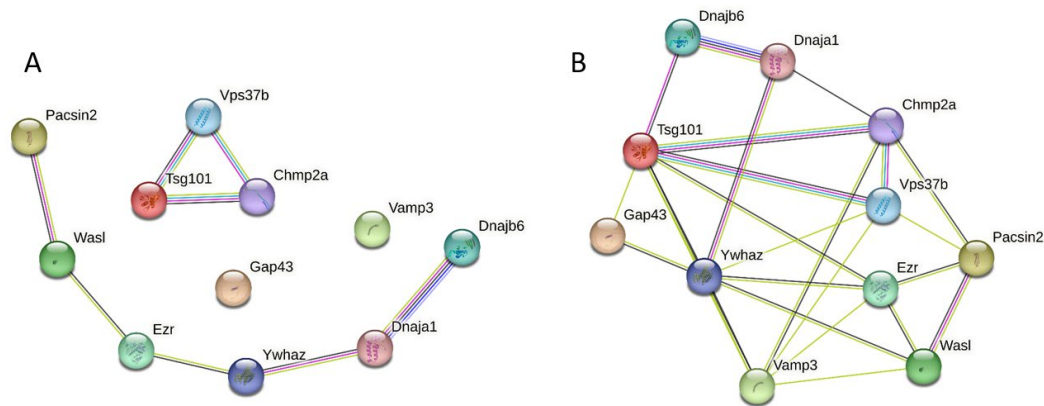 A
Pacsin2
Vps37b
Tsg101
Chmp2a
Wasl
Vamp3
Dnajb6
Gap43
Ezr
Ywhaz
Dnaja1
B
Dnajb6
Dnaja1
Chmp2a
Tsg101
Vps37b
Gap43
Pacsin2
Ywhaz
Ezr
Wasl
Vamp3